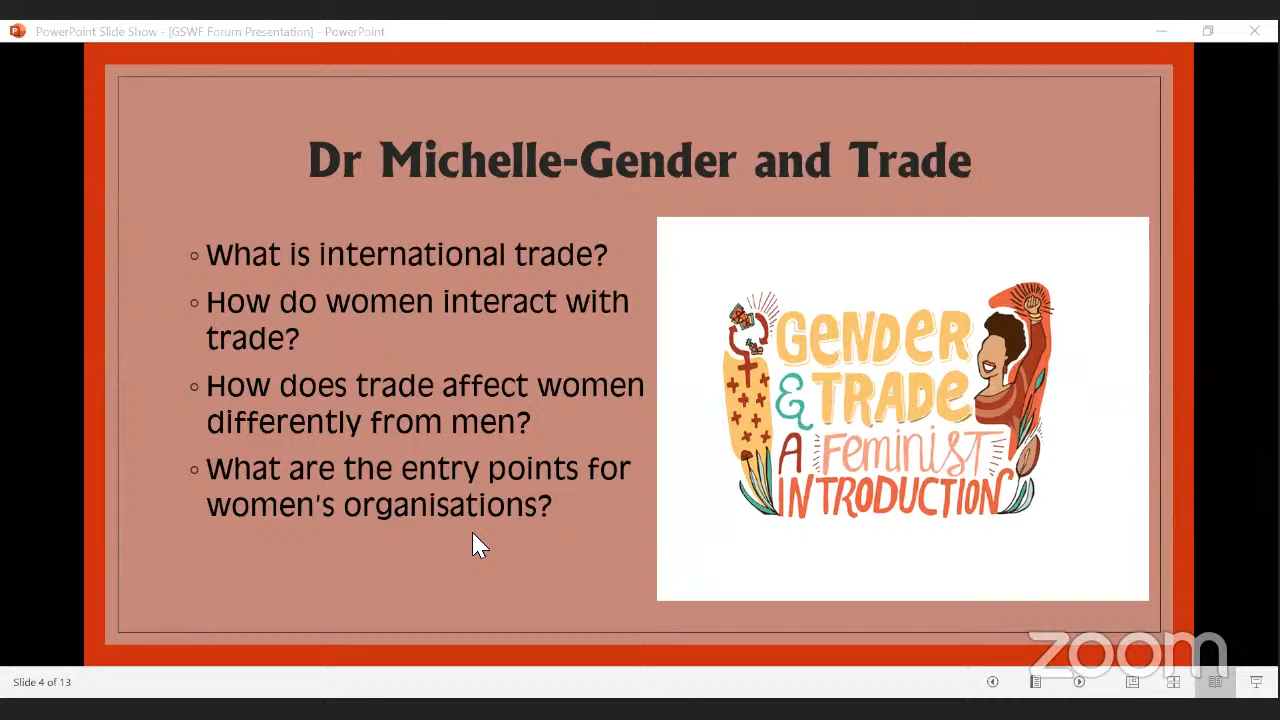 PowerPoint Slide Show - [GSWF Forum Presentation] - PowerPoint
Dr Michelle-Gender and Trade
◦ What is international trade?
◦ How do women interact with
trade?
◦ How does trade affect women
differently from men?
◦ What are the entry points for
women's organisations?
GENDER
& TRADE
A FEMINIST
INTRODUCTION
zoom
Slide 4 of 13